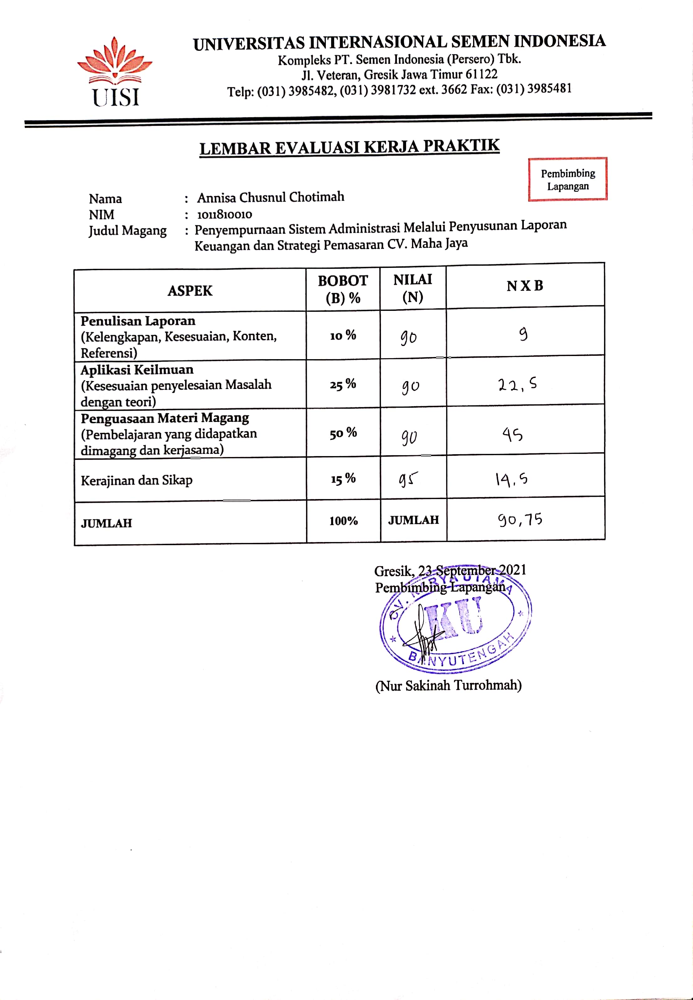 UISI
UNIVERSITAS INTERNASIONAL SEMEN INDONESIA
Kompleks PT. Semen Indonesia (Persero) Tbk.
Jl. Veteran, Gresik Jawa Timur 61122
Telp: (031) 3985482, (031) 3981732 ext. 3662 Fax: (031) 3985481
LEMBAR EVALUASI KERJA PRAKTIK
Pembimbing
Lapangan
Nama : Annisa Chusnul Chotimah
NIM : 1011810010
Judul Magang : Penyempurnaan Sistem Administrasi Melalui Penyusunan Laporan
Keuangan dan Strategi Pemasaran CV. Maha Jaya
ASPEK BOBOT (B) % NILAI (N) N X B
Penulisan Laporan
(Kelengkapan, Kesesuaian, Konten,
Referensi)
10 % 90 9
Aplikasi Keilmuan
(Kesesuaian penyelesaian Masalah
dengan teori)
25 % 90 22,5
Penguasaan Materi Magang
(Pembelajaran yang didapatkan
dimagang dan kerjasama)
50 % 90 45
Kerajinan dan Sikap 15 % 95 14,5
JUMLAH 100% JUMLAH 90,75
Gresik, 23 September 2021
Pembimbing Lapangan
CV. KARYA UTAMA
KU
BANYUTENGAH
(Nur Sakinah Turrohmah)